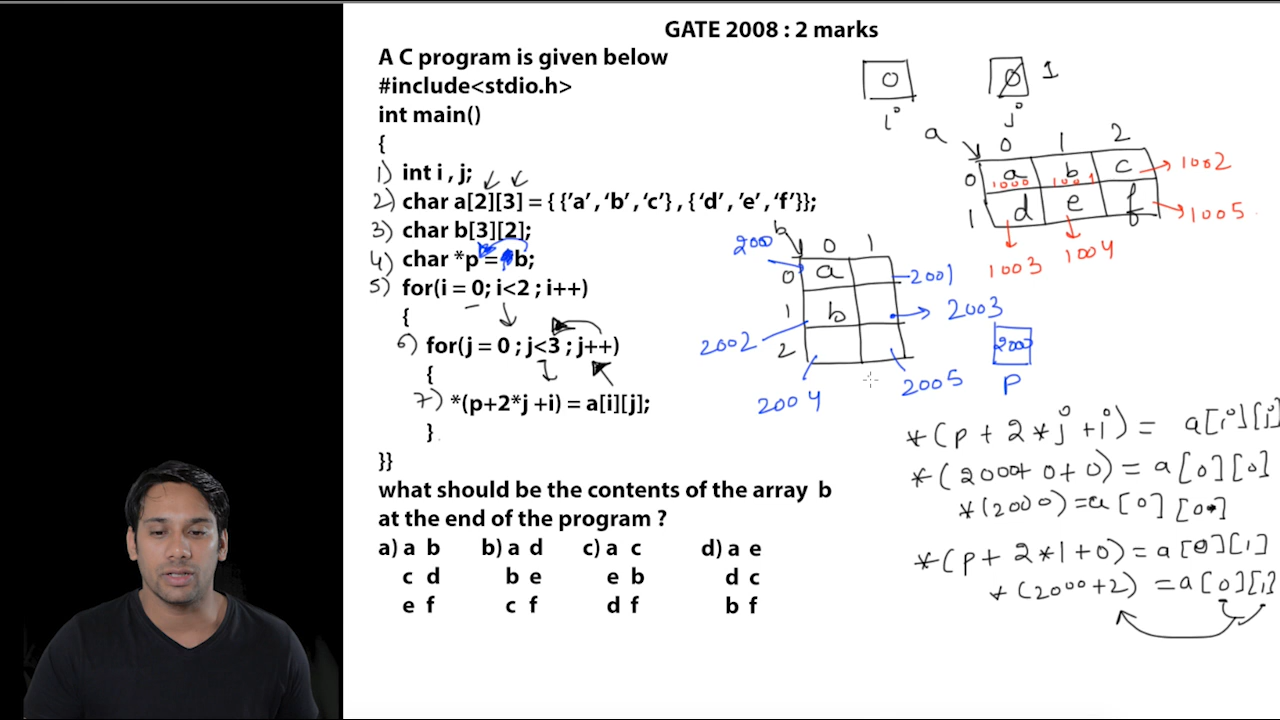 GATE 2008 : 2 marks
A C program is given below
#include<stdio.h>
int main()
{
1) int i , j;
2) char a[2][3] = { {’a’ , ‘b’ , ‘c’} , { ‘d’ , ’e’ , ‘f’}};
3) char b[3][2];
4) char *p = *b;
5) for(i = 0; i<2 ; i++)
{
6) for(j = 0 ; j<3 ; j++)
{
7) *(p+2*j +i) = a[i][j];
}
}}
what should be the contents of the array b
at the end of the program ?
a) a b b) a d c) a c d) a e
c d b e e b d c
e f c f d f b f
0 0 1
i j
a 0 1 2
0 a b c 1002
1000 1001
1 d e f 1005
1003 1004
b 0 1
2000 0 a 2001
1 b 2003
2002 2
2004 2005
2000
p
*(p + 2*j + i) = a[i][j]
*(2000+ 0 + 0) = a[0][0]
*(2000) = a[0][0]
*(p + 2*1 + 0) = a[0][1]
*(2000+2) = a[0][1]